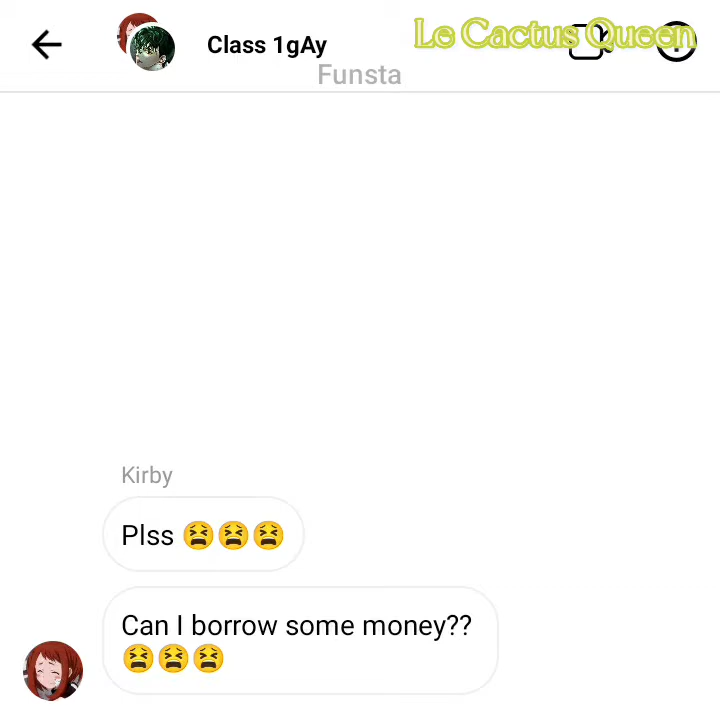 Class 1gAy
Le Cactus Queen
Funsta
Kirby
Plss 😫😫😫
Can I borrow some money??
😫😫😫